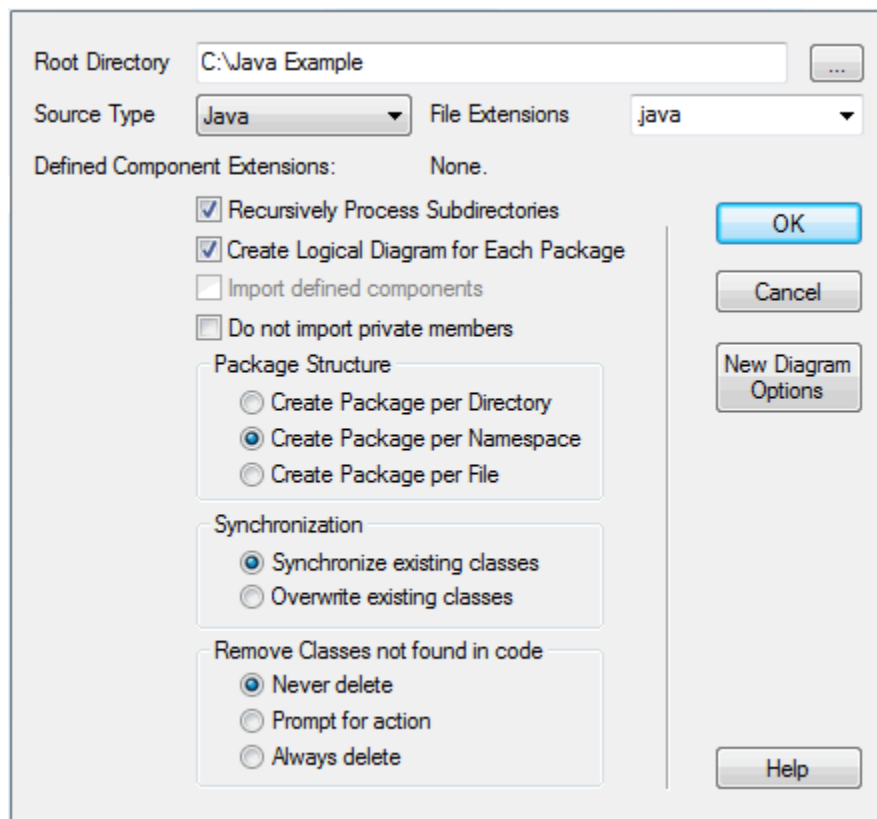 Root Directory C:\Java Example ...
Source Type Java File Extensions .java
Defined Component Extensions: None.
Recursively Process Subdirectories
Create Logical Diagram for Each Package
Import defined components
Do not import private members
Package Structure
Create Package per Directory
Create Package per Namespace
Create Package per File
Synchronization
Synchronize existing classes
Overwrite existing classes
Remove Classes not found in code
Never delete
Prompt for action
Always delete
OK
Cancel
New Diagram
Options
Help